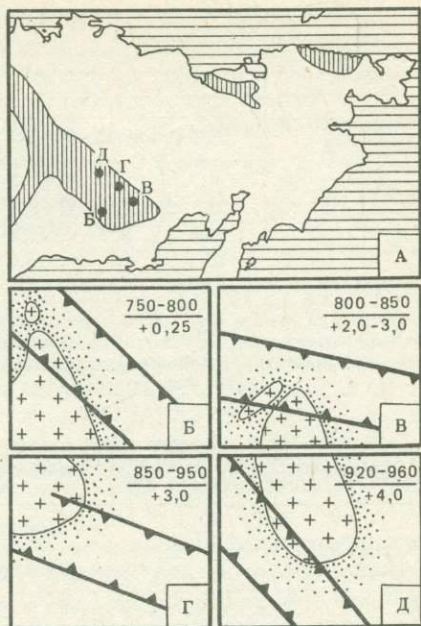 Д
Г
В
Б
А
750-800
+0,25
Б
800-850
+2,0-3,0
В
850-950
+3,0
Г
920-960
+4,0
Д